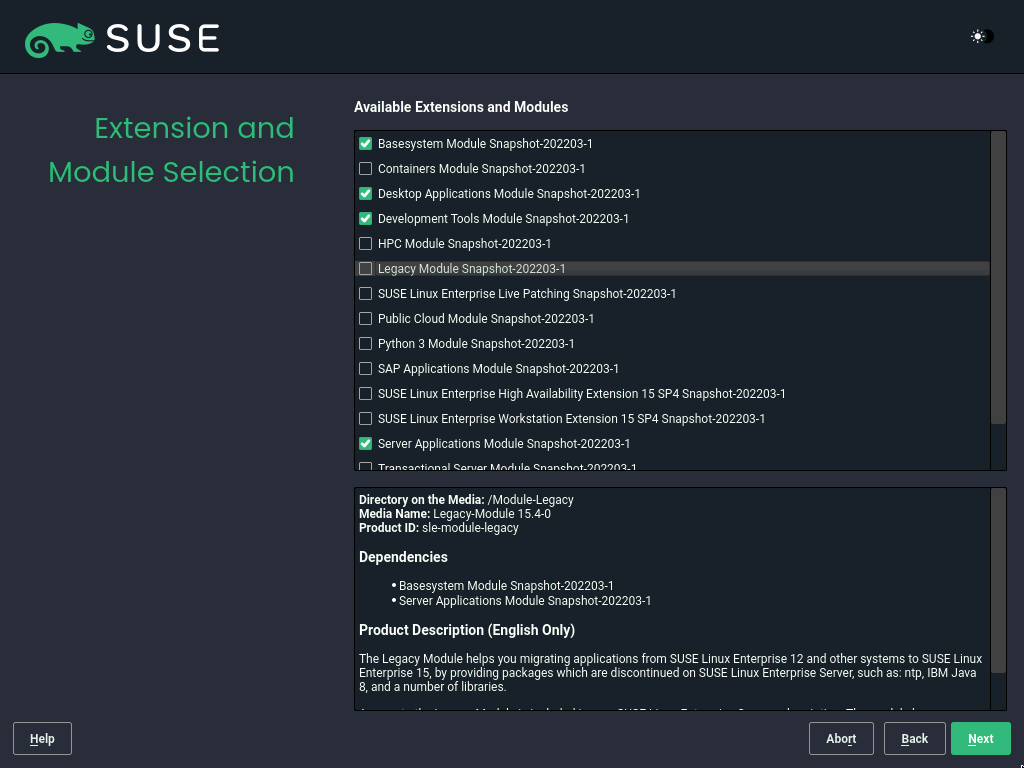 SUSE
Extension and
Module Selection
Available Extensions and Modules
Basesystem Module Snapshot-202203-1
Containers Module Snapshot-202203-1
Desktop Applications Module Snapshot-202203-1
Development Tools Module Snapshot-202203-1
HPC Module Snapshot-202203-1
Legacy Module Snapshot-202203-1
SUSE Linux Enterprise Live Patching Snapshot-202203-1
Public Cloud Module Snapshot-202203-1
Python 3 Module Snapshot-202203-1
SAP Applications Module Snapshot-202203-1
SUSE Linux Enterprise High Availability Extension 15 SP4 Snapshot-202203-1
SUSE Linux Enterprise Workstation Extension 15 SP4 Snapshot-202203-1
Server Applications Module Snapshot-202203-1
Transactional Server Module Snapshot-202203-1
Directory on the Media: /Module-Legacy
Media Name: Legacy-Module 15.4-0
Product ID: sle-module-legacy
Dependencies
• Basesystem Module Snapshot-202203-1
• Server Applications Module Snapshot-202203-1
Product Description (English Only)
The Legacy Module helps you migrating applications from SUSE Linux Enterprise 12 and other systems to SUSE Linux
Enterprise 15, by providing packages which are discontinued on SUSE Linux Enterprise Server, such as: ntp, IBM Java
8, and a number of libraries.
Help
Abort
Back
Next